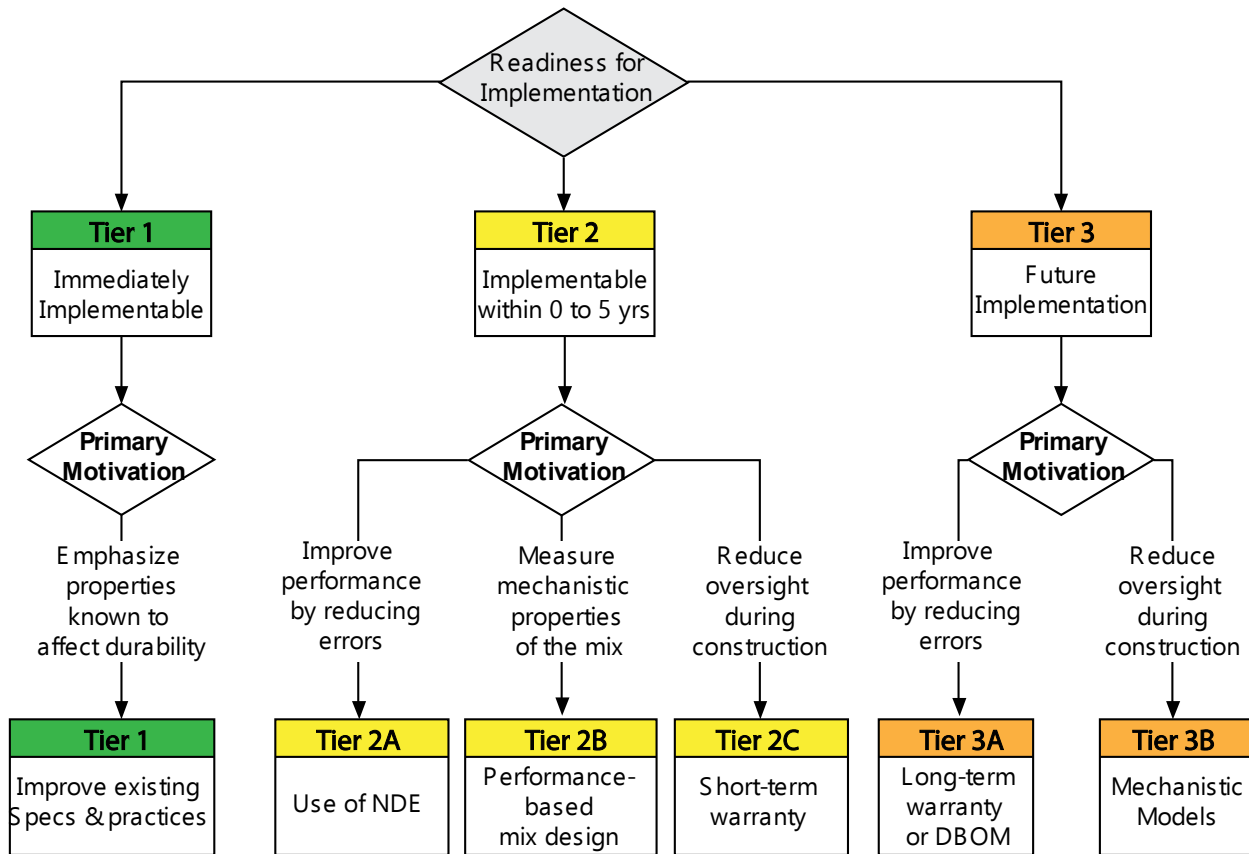 Readiness for
Implementation
Tier 1
Immediately
Implementable
Tier 2
Implementable
within 0 to 5 yrs
Tier 3
Future
Implementation
Primary
Motivation
Primary
Motivation
Primary
Motivation
Emphasize
properties
known to
affect durability
Improve
performance
by reducing
errors
Measure
mechanistic
properties
of the mix
Reduce
oversight
during
construction
Improve
performance
by reducing
errors
Reduce
oversight
during
construction
Tier 1
Improve existing
Specs & practices
Tier 2A
Use of NDE
Tier 2B
Performance-
based
mix design
Tier 2C
Short-term
warranty
Tier 3A
Long-term
warranty
or DBOM
Tier 3B
Mechanistic
Models